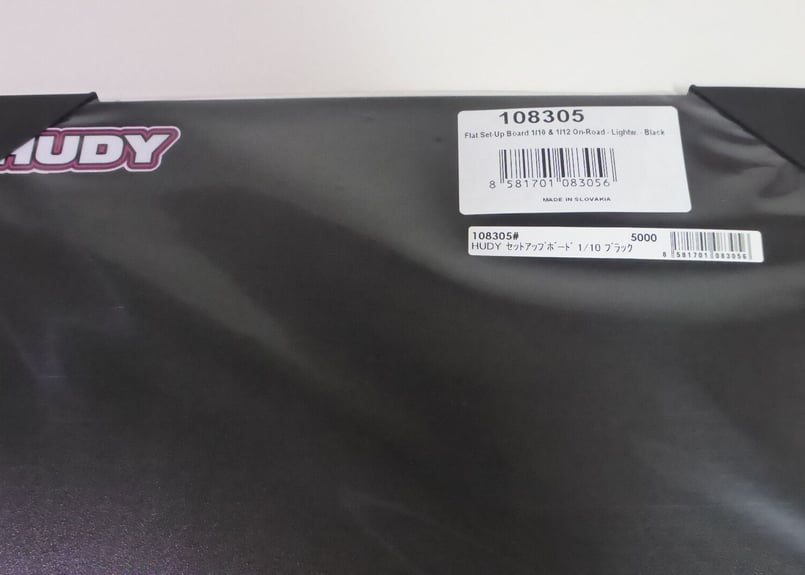 HUDY
108305
Flat Set-Up Board 1/10 & 1/12 On-Road - Lightw. - Black
8 581701 083056
MADE IN SLOVAKIA
108305# 5000
HUDY セットアップボード 1/10 ブラック
8 581701 083056